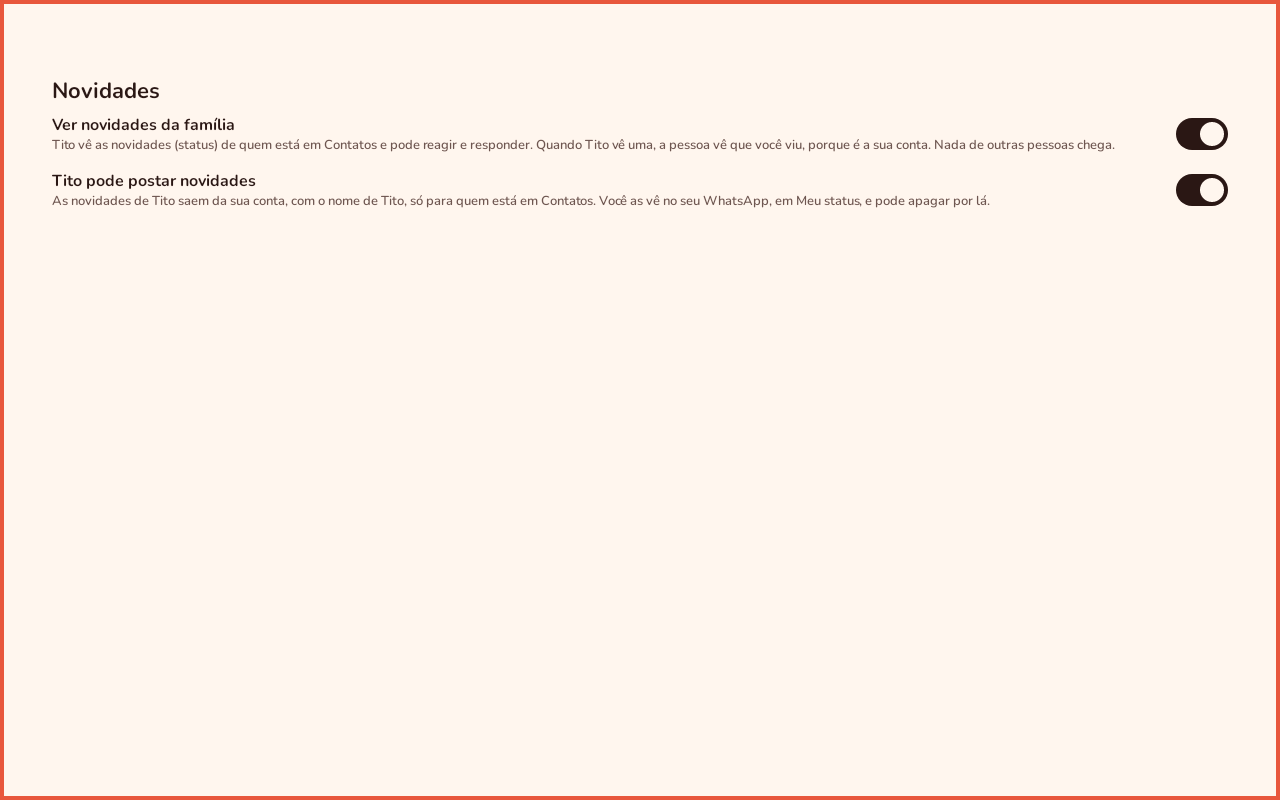 Novidades
Ver novidades da família
Tito vê as novidades (status) de quem está em Contatos e pode reagir e responder. Quando Tito vê uma, a pessoa vê que você viu, porque é a sua conta. Nada de outras pessoas chega.
Tito pode postar novidades
As novidades de Tito saem da sua conta, com o nome de Tito, só para quem está em Contatos. Você as vê no seu WhatsApp, em Meu status, e pode apagar por lá.